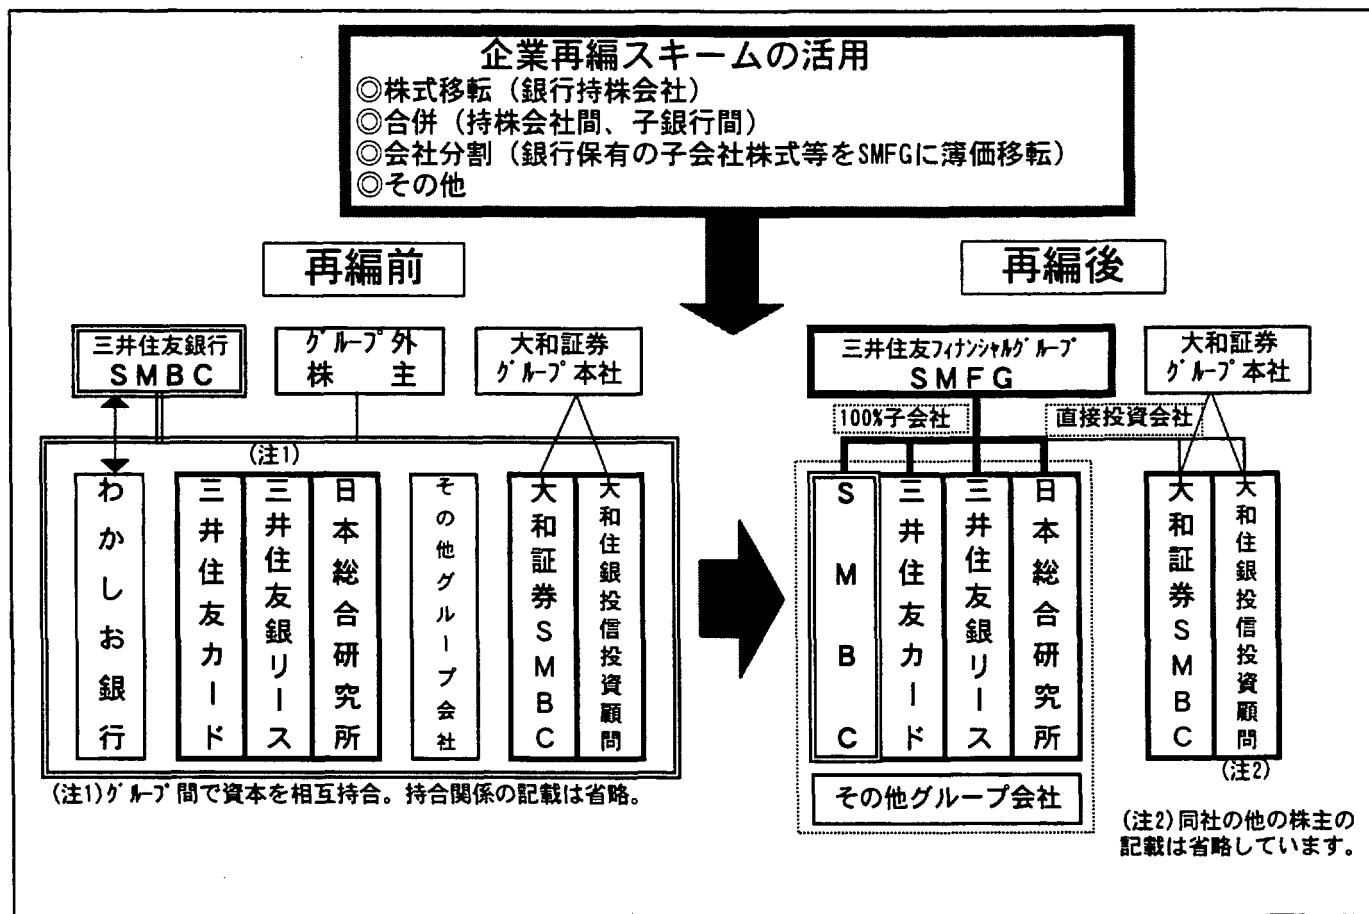 企業再編スキームの活用
◎株式移転（銀行持株会社）
◎合併（持株会社間、子銀行間）
◎会社分割（銀行保有の子会社株式等をSMFGに薄価移転）
◎その他
再編前
再編後
三井住友銀行
SMBC
グループ外
株主
大和証券
グループ本社
(注1)
わかしお銀行
三井住友カード
三井住友銀リース
日本総合研究所
その他グループ会社
大和証券SMBC
大和住銀投信投資顧問
(注1)グループ間で資本を相互持合。持合関係の記載は省略。
三井住友フィナンシャルグループ
SMFG
大和証券
グループ本社
100%子会社
直接投資会社
SMBC
三井住友カード
三井住友銀リース
日本総合研究所
その他グループ会社
大和証券SMBC
大和住銀投信投資顧問
(注2)
(注2)同社の他の株主の
記載は省略しています。